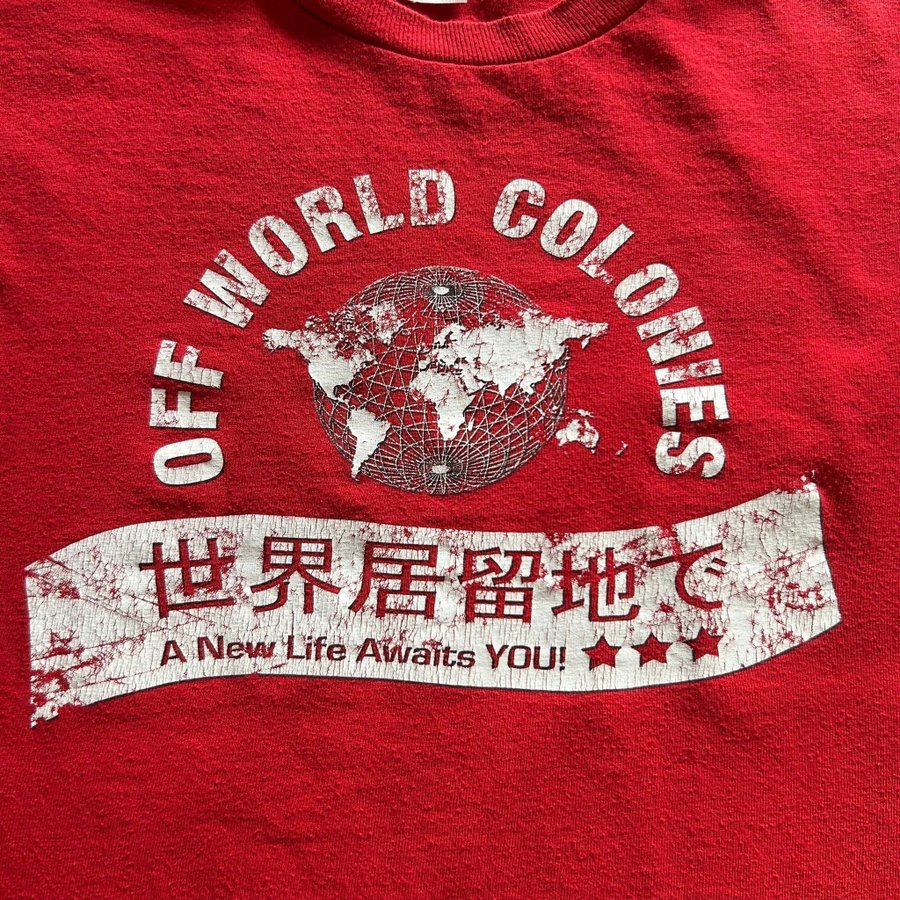 OFF WORLD COLONIES
世界居留地で
A New Life Awaits YOU! ★★★